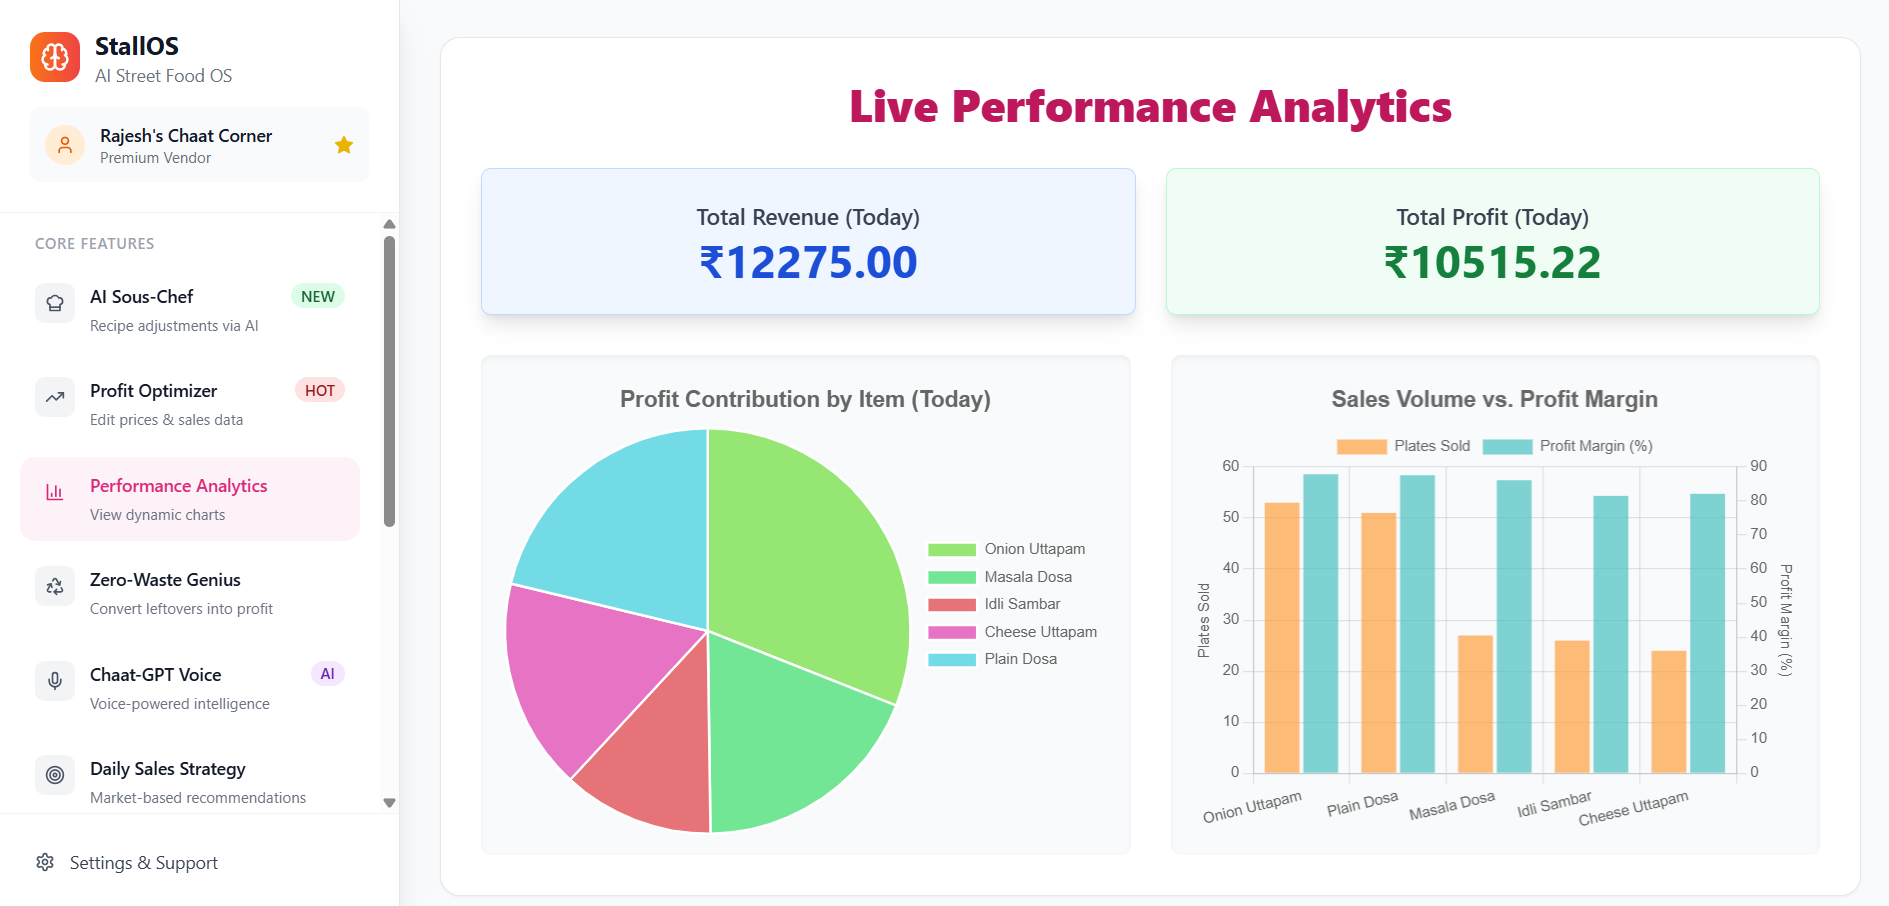 StallOS
AI Street Food OS
Rajesh's Chaat Corner
Premium Vendor
CORE FEATURES
AI Sous-Chef
NEW
Recipe adjustments via AI
Profit Optimizer
HOT
Edit prices & sales data
Performance Analytics
View dynamic charts
Zero-Waste Genius
Convert leftovers into profit
Chaat-GPT Voice
AI
Voice-powered intelligence
Daily Sales Strategy
Market-based recommendations
Settings & Support
Live Performance Analytics
Total Revenue (Today)
₹12275.00
Total Profit (Today)
₹10515.22
Profit Contribution by Item (Today)
Onion Uttapam
Masala Dosa
Idli Sambar
Cheese Uttapam
Plain Dosa
Sales Volume vs. Profit Margin
Plates Sold
Profit Margin (%)
60
50
40
30
20
10
0
Plates Sold
90
80
70
60
50
40
30
20
10
0
Profit Margin (%)
Onion Uttapam
Plain Dosa
Masala Dosa
Idli Sambar
Cheese Uttapam